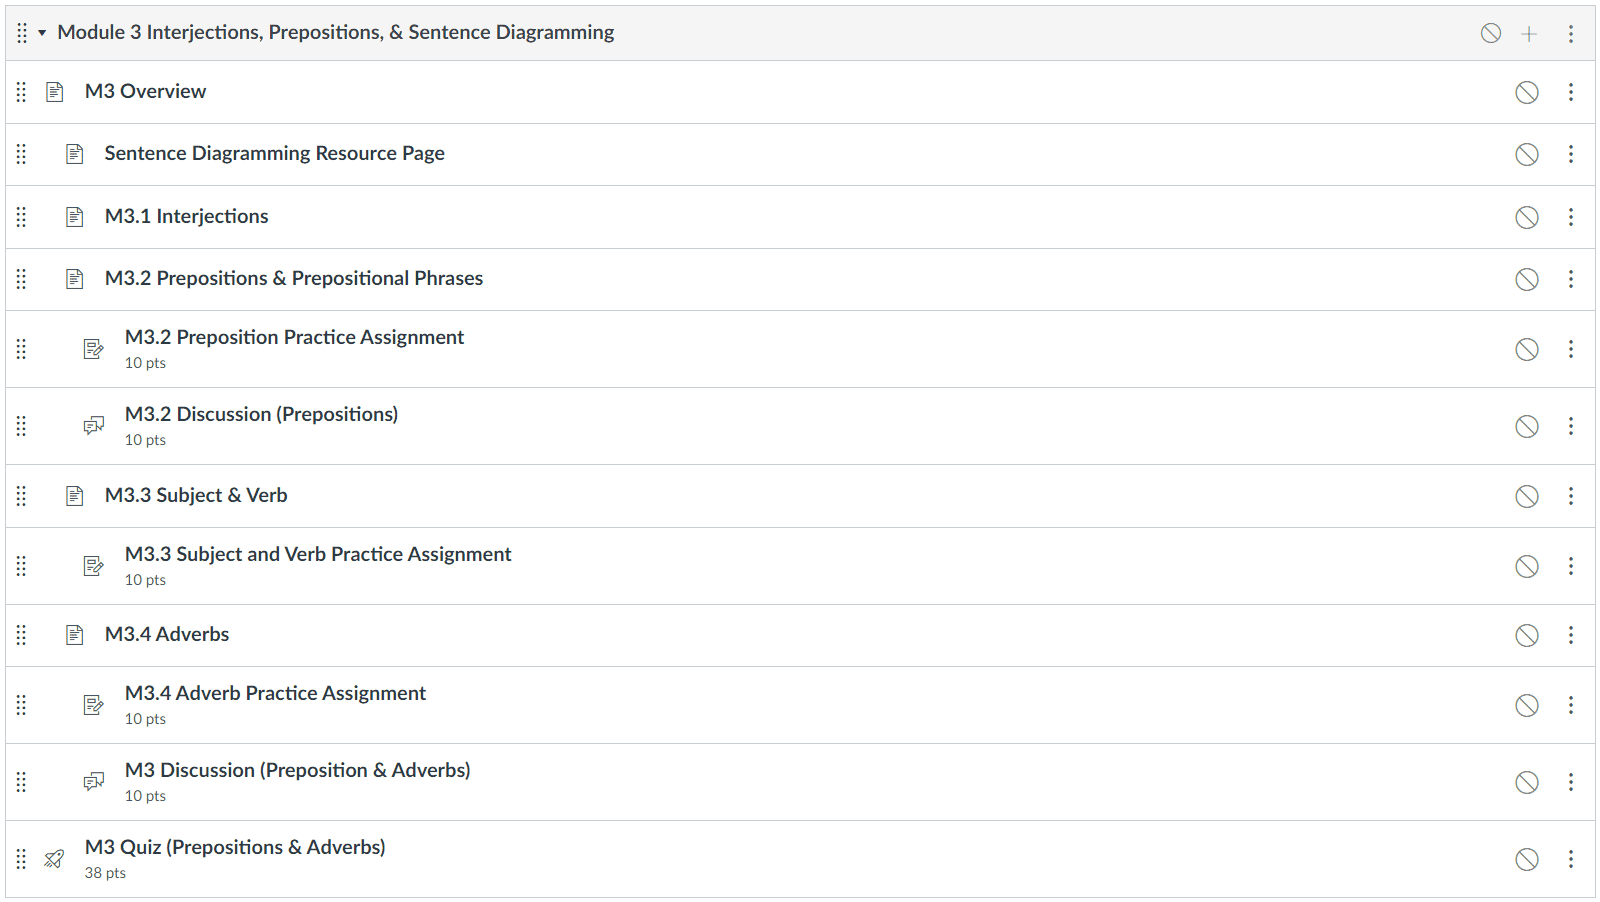 Module 3 Interjections, Prepositions, & Sentence Diagramming
M3 Overview
Sentence Diagramming Resource Page
M3.1 Interjections
M3.2 Prepositions & Prepositional Phrases
M3.2 Preposition Practice Assignment
10 pts
M3.2 Discussion (Prepositions)
10 pts
M3.3 Subject & Verb
M3.3 Subject and Verb Practice Assignment
10 pts
M3.4 Adverbs
M3.4 Adverb Practice Assignment
10 pts
M3 Discussion (Preposition & Adverbs)
10 pts
M3 Quiz (Prepositions & Adverbs)
38 pts